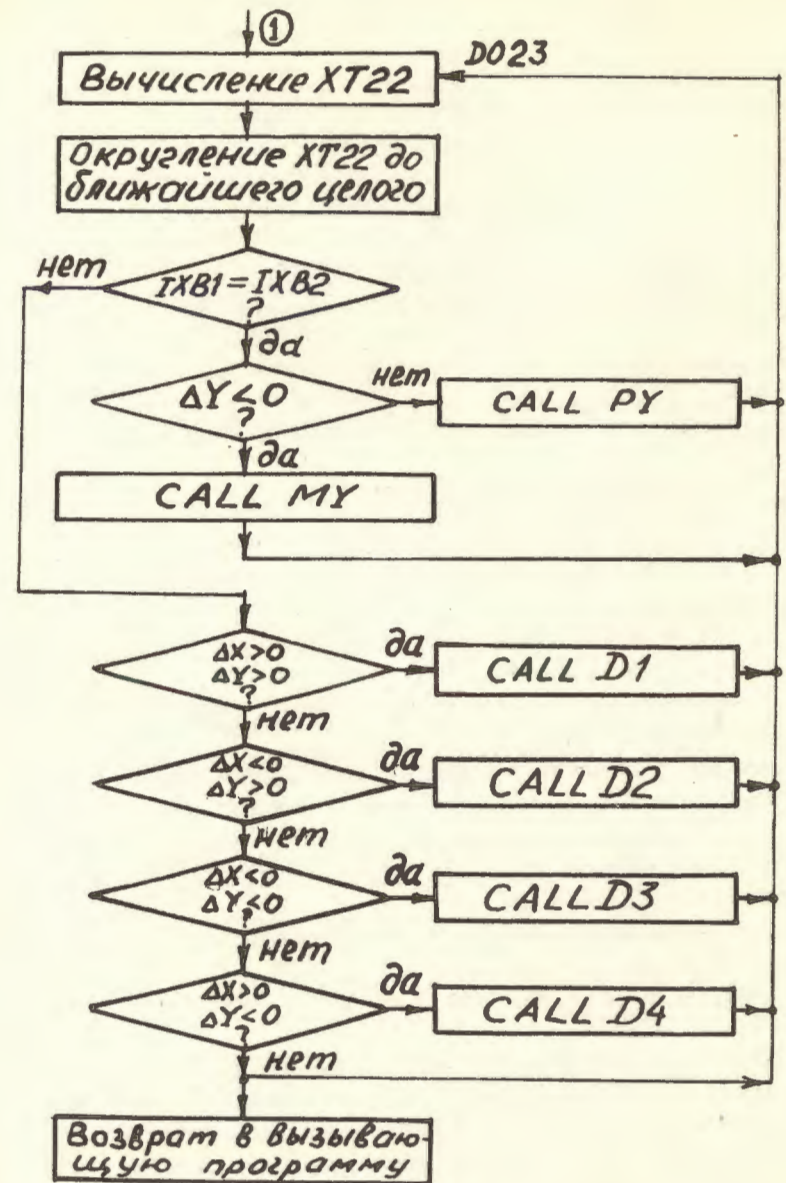 ①
DO23
Вычисление XT22
Округление XT22 до
ближайшего целого
нет
IXB1 = IXB2
?
да
ΔY<0
?
нет
CALL PY
да
CALL MY
ΔX>0
ΔY>0
?
да
CALL D1
нет
ΔX<0
ΔY>0
?
да
CALL D2
нет
ΔX<0
ΔY<0
?
да
CALL D3
нет
ΔX>0
ΔY<0
?
да
CALL D4
нет
Возврат в вызываю-
щую программу